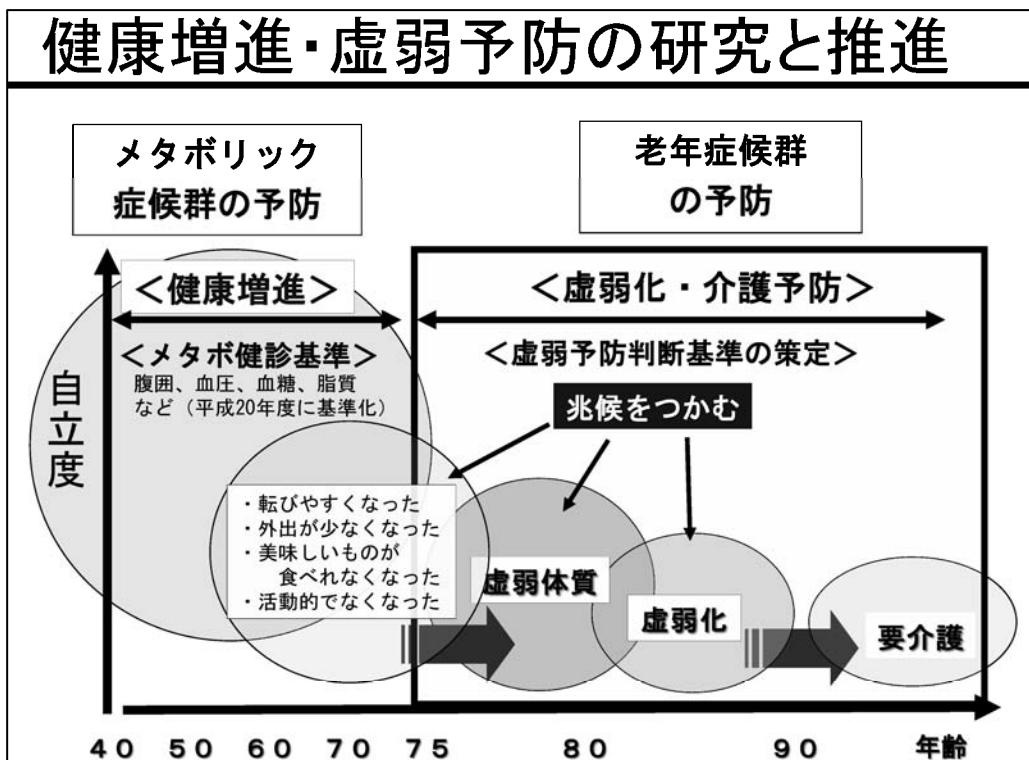 健康増進・虚弱予防の研究と推進
メタボリック
症候群の予防
老年症候群
の予防
＜健康増進＞
＜虚弱化・介護予防＞
＜メタボ健診基準＞
腹囲、血圧、血糖、脂質
など（平成20年度に基準化）
＜虚弱予防判断基準の策定＞
兆候をつかむ
自立度
・転びやすくなった
・外出が少なくなった
・美味しいものが
食べれなくなった
・活動的でなくなった
虚弱体質
虚弱化
要介護
４０ ５０ ６０ ７０ ７５ ８０ ９０ 年齢